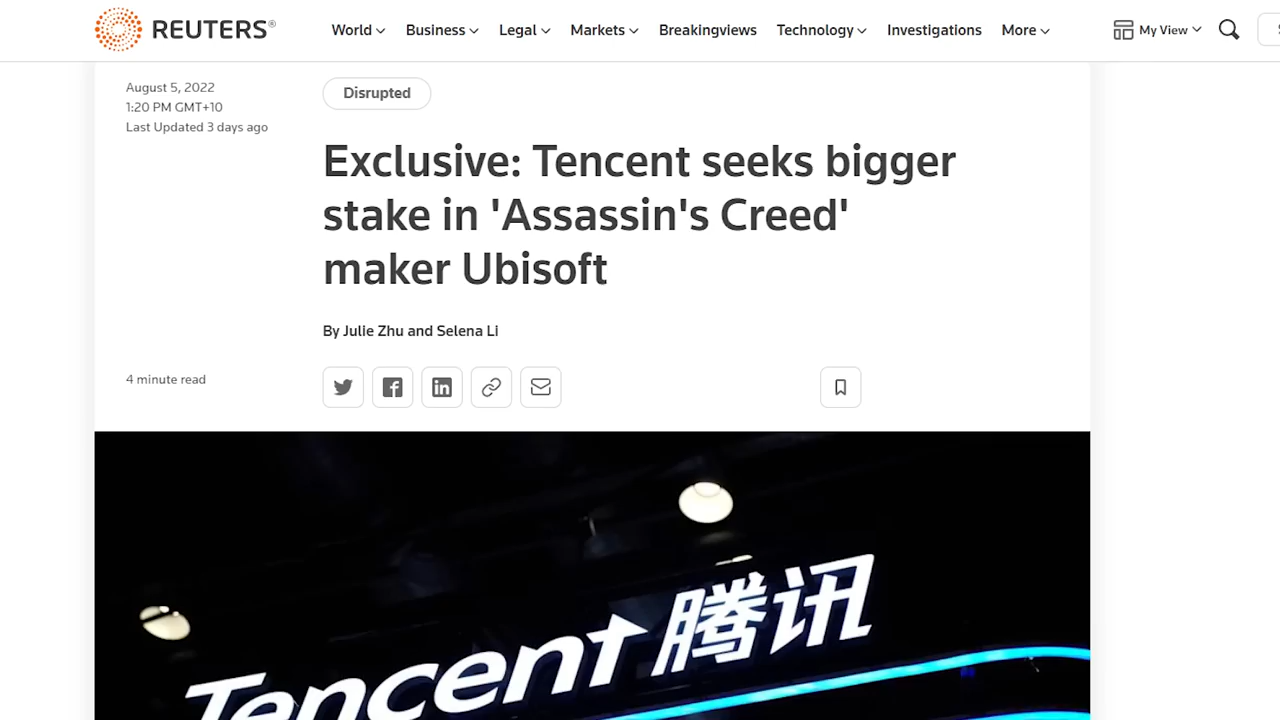 REUTERS®
World Business Legal Markets Breakingviews Technology Investigations More My View
August 5, 2022
1:20 PM GMT+10
Last Updated 3 days ago
Disrupted
Exclusive: Tencent seeks bigger
stake in 'Assassin's Creed'
maker Ubisoft
By Julie Zhu and Selena Li
4 minute read
Tencent 腾讯